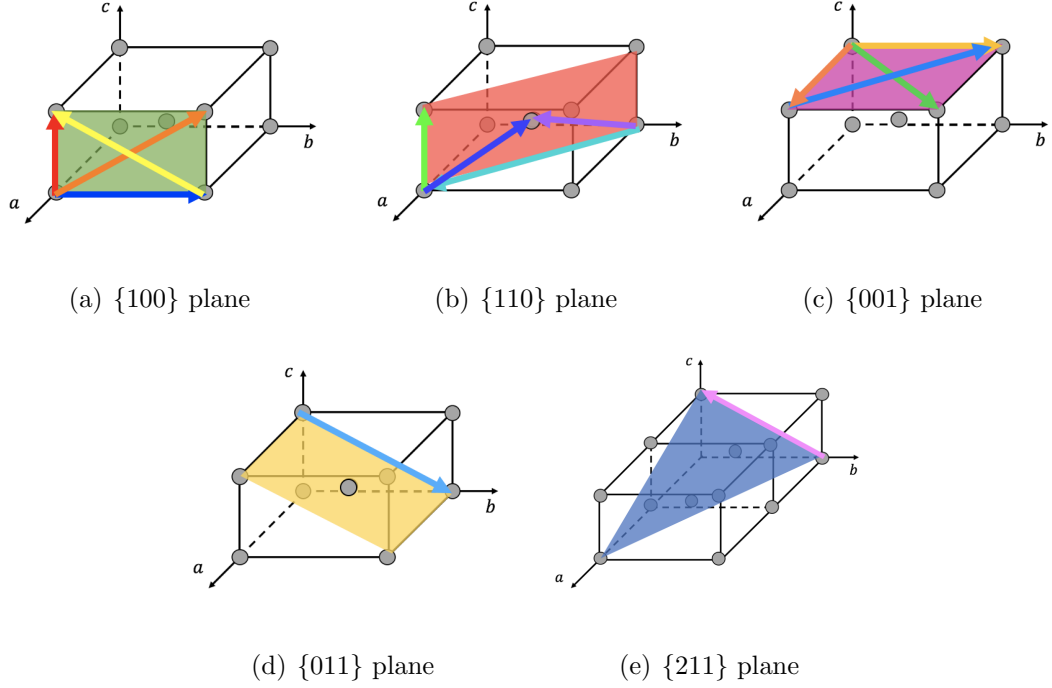 c
b
a
(a) {100} plane
c
b
a
(b) {110} plane
c
b
a
(c) {001} plane
c
b
a
(d) {011} plane
c
b
a
(e) {211} plane